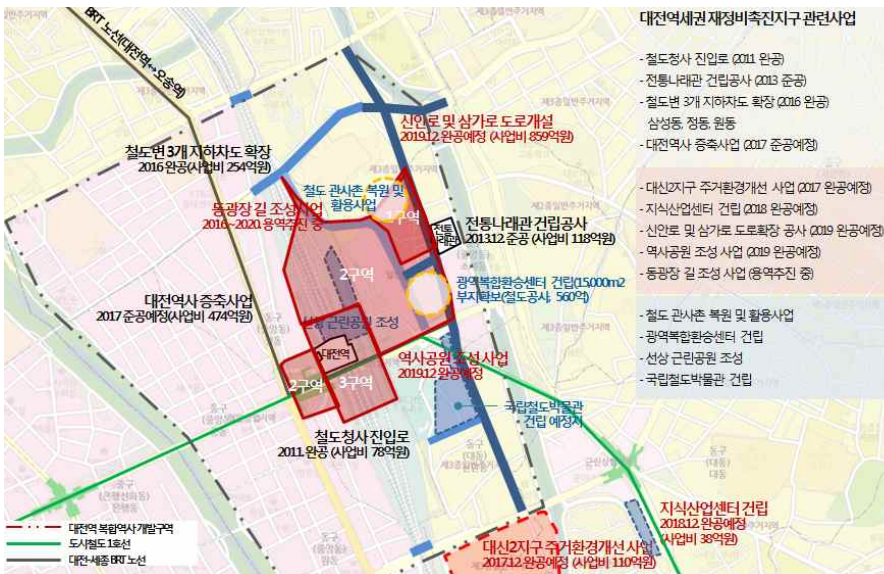 대전역세권 재정비촉진지구 관련사업
- 철도청사 진입로 (2011 완공)
- 전통나래관 건립공사 (2013 준공)
- 철도변 3개 지하차도 확장 (2016 완공)
삼성동, 정동, 원동
- 대전역사 증축사업 (2017 준공예정)
- 대신2지구 주거환경개선 사업 (2017 완공예정)
- 지식산업센터 건립 (2018 완공예정)
- 신안로 및 삼가로 도로확장 공사 (2019 완공예정)
- 역사공원 조성 사업 (2019 완공예정)
- 동광장 길 조성 사업 (용역추진 중)
- 철도 관사촌 복원 및 활용사업
- 광역복합환승센터 건립
- 선상 근린공원 조성
- 국립철도박물관 건립
BRT 노선(대전역↔오송역)
신안로 및 삼가로 도로개설
2019.12. 완공예정 (사업비 859억원)
철도변 3개 지하차도 확장
2016 완공(사업비 254억원)
철도 관사촌 복원 및
활용사업
동광장 길 조성사업
2016~2020. 용역추진 중
1구역
전통
나래관
전통나래관 건립공사
2013.12. 준공 (사업비 118억원)
2구역
광역복합환승센터 건립(15,000m2
부지확보(철도공사, 560억)
대전역사 증축사업
2017 준공예정(사업비 474억원)
선상 근린공원 조성
대전역
역사공원 조성 사업
2019.12 완공예정
2구역
3구역
국립철도박물관
건립 예정지
철도청사 진입로
2011. 완공 (사업비 78억원)
지식산업센터 건립
2018.12. 완공예정
(사업비 38억원)
대신2지구 주거환경개선 사업
2017.12. 완공예정 (사업비 110억원)
대전역 복합역사 개발구역
도시철도 1호선
대전-세종 BRT 노선
제3종일반주거지역
동구
(대동)
대동